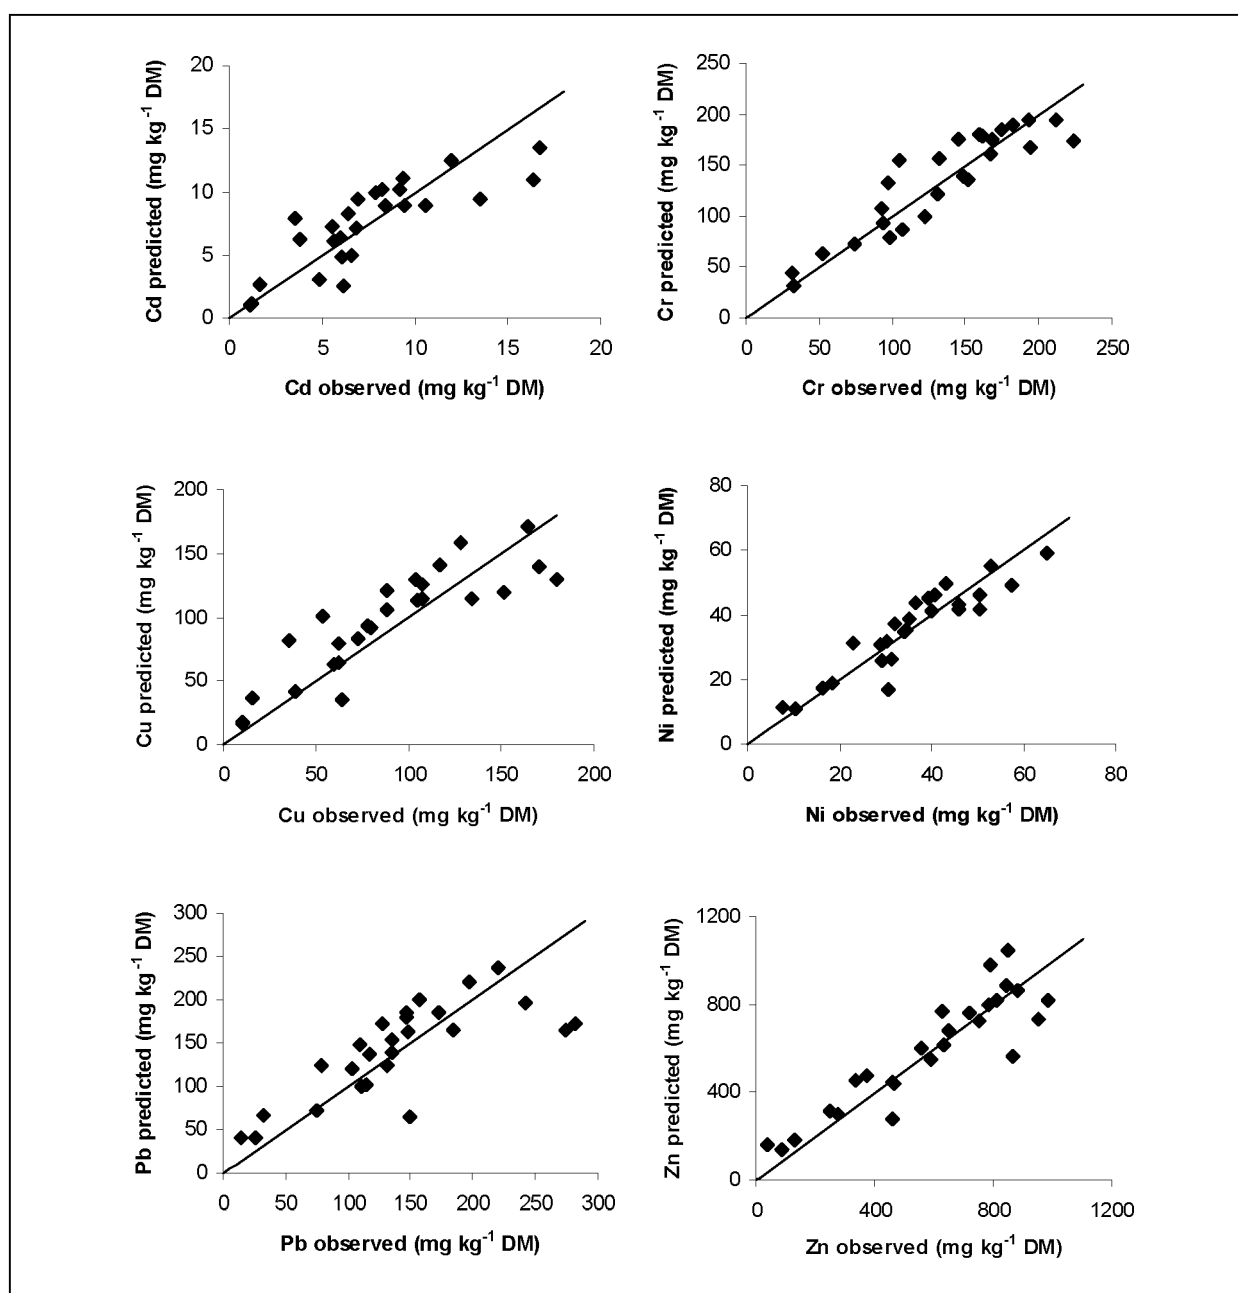 Cd predicted (mg kg⁻¹ DM)
20
15
10
5
0
0 5 10 15 20
Cd observed (mg kg⁻¹ DM)
Cr predicted (mg kg⁻¹ DM)
250
200
150
100
50
0
0 50 100 150 200 250
Cr observed (mg kg⁻¹ DM)
Cu predicted (mg kg⁻¹ DM)
200
150
100
50
0
0 50 100 150 200
Cu observed (mg kg⁻¹ DM)
Ni predicted (mg kg⁻¹ DM)
80
60
40
20
0
0 20 40 60 80
Ni observed (mg kg⁻¹ DM)
Pb predicted (mg kg⁻¹ DM)
300
250
200
150
100
50
0
0 50 100 150 200 250 300
Pb observed (mg kg⁻¹ DM)
Zn predicted (mg kg⁻¹ DM)
1200
800
400
0
0 400 800 1200
Zn observed (mg kg⁻¹ DM)